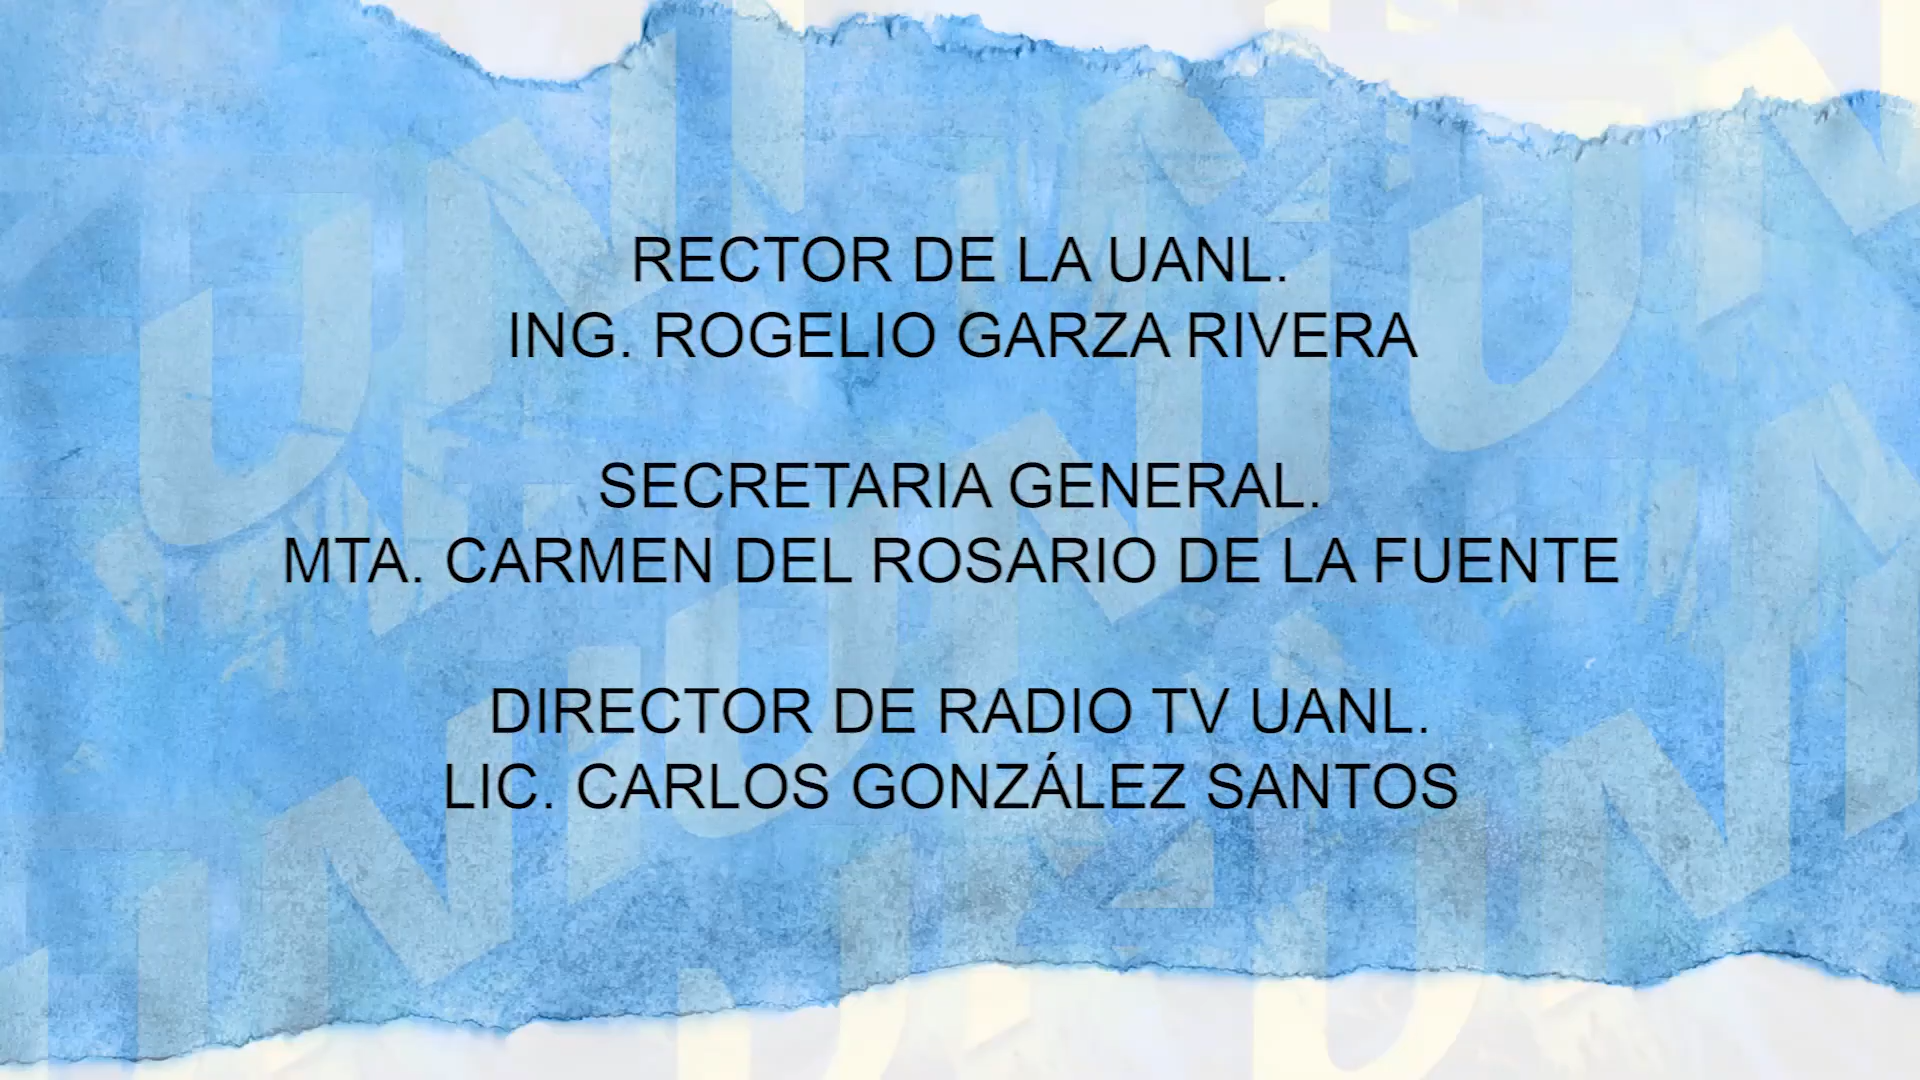 RECTOR DE LA UANL.
ING. ROGELIO GARZA RIVERA
SECRETARIA GENERAL.
MTA. CARMEN DEL ROSARIO DE LA FUENTE
DIRECTOR DE RADIO TV UANL.
LIC. CARLOS GONZÁLEZ SANTOS